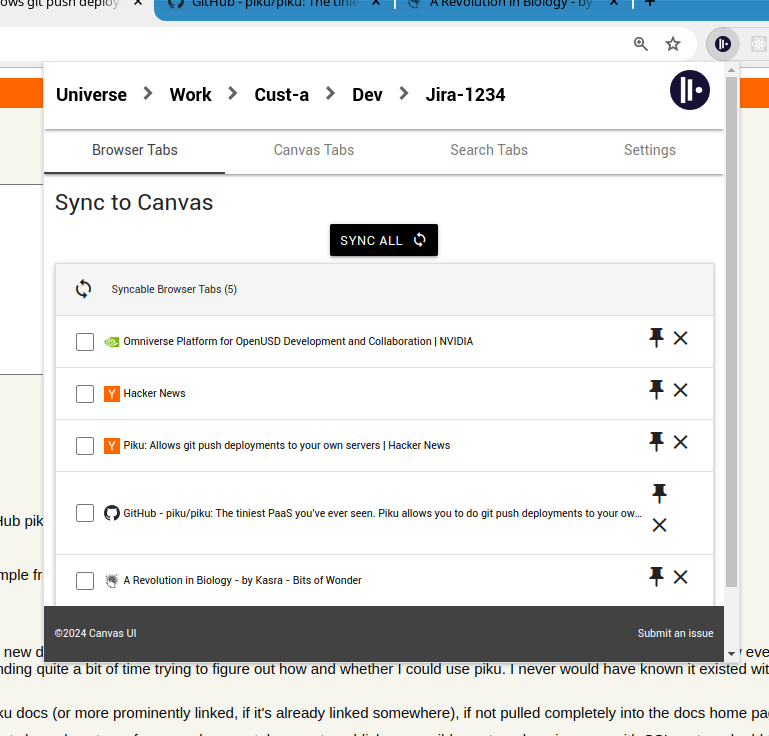 ows git push deploy
GitHub - piku/piku: The tinie
A Revolution in Biology - by
Universe > Work > Cust-a > Dev > Jira-1234
Browser Tabs
Canvas Tabs
Search Tabs
Settings
Sync to Canvas
SYNC ALL
Syncable Browser Tabs (5)
Omniverse Platform for OpenUSD Development and Collaboration | NVIDIA
Hacker News
Piku: Allows git push deployments to your own servers | Hacker News
GitHub - piku/piku: The tiniest PaaS you've ever seen. Piku allows you to do git push deployments to your ow…
A Revolution in Biology - by Kasra - Bits of Wonder
©2024 Canvas UI
Submit an issue
Hub pik
mple fr
new d
eve
nding quite a bit of time trying to figure out how and whether I could use piku. I never would have known it existed wit
ku docs (or more prominently linked, if it's already linked somewhere), if not pulled completely into the docs home pa